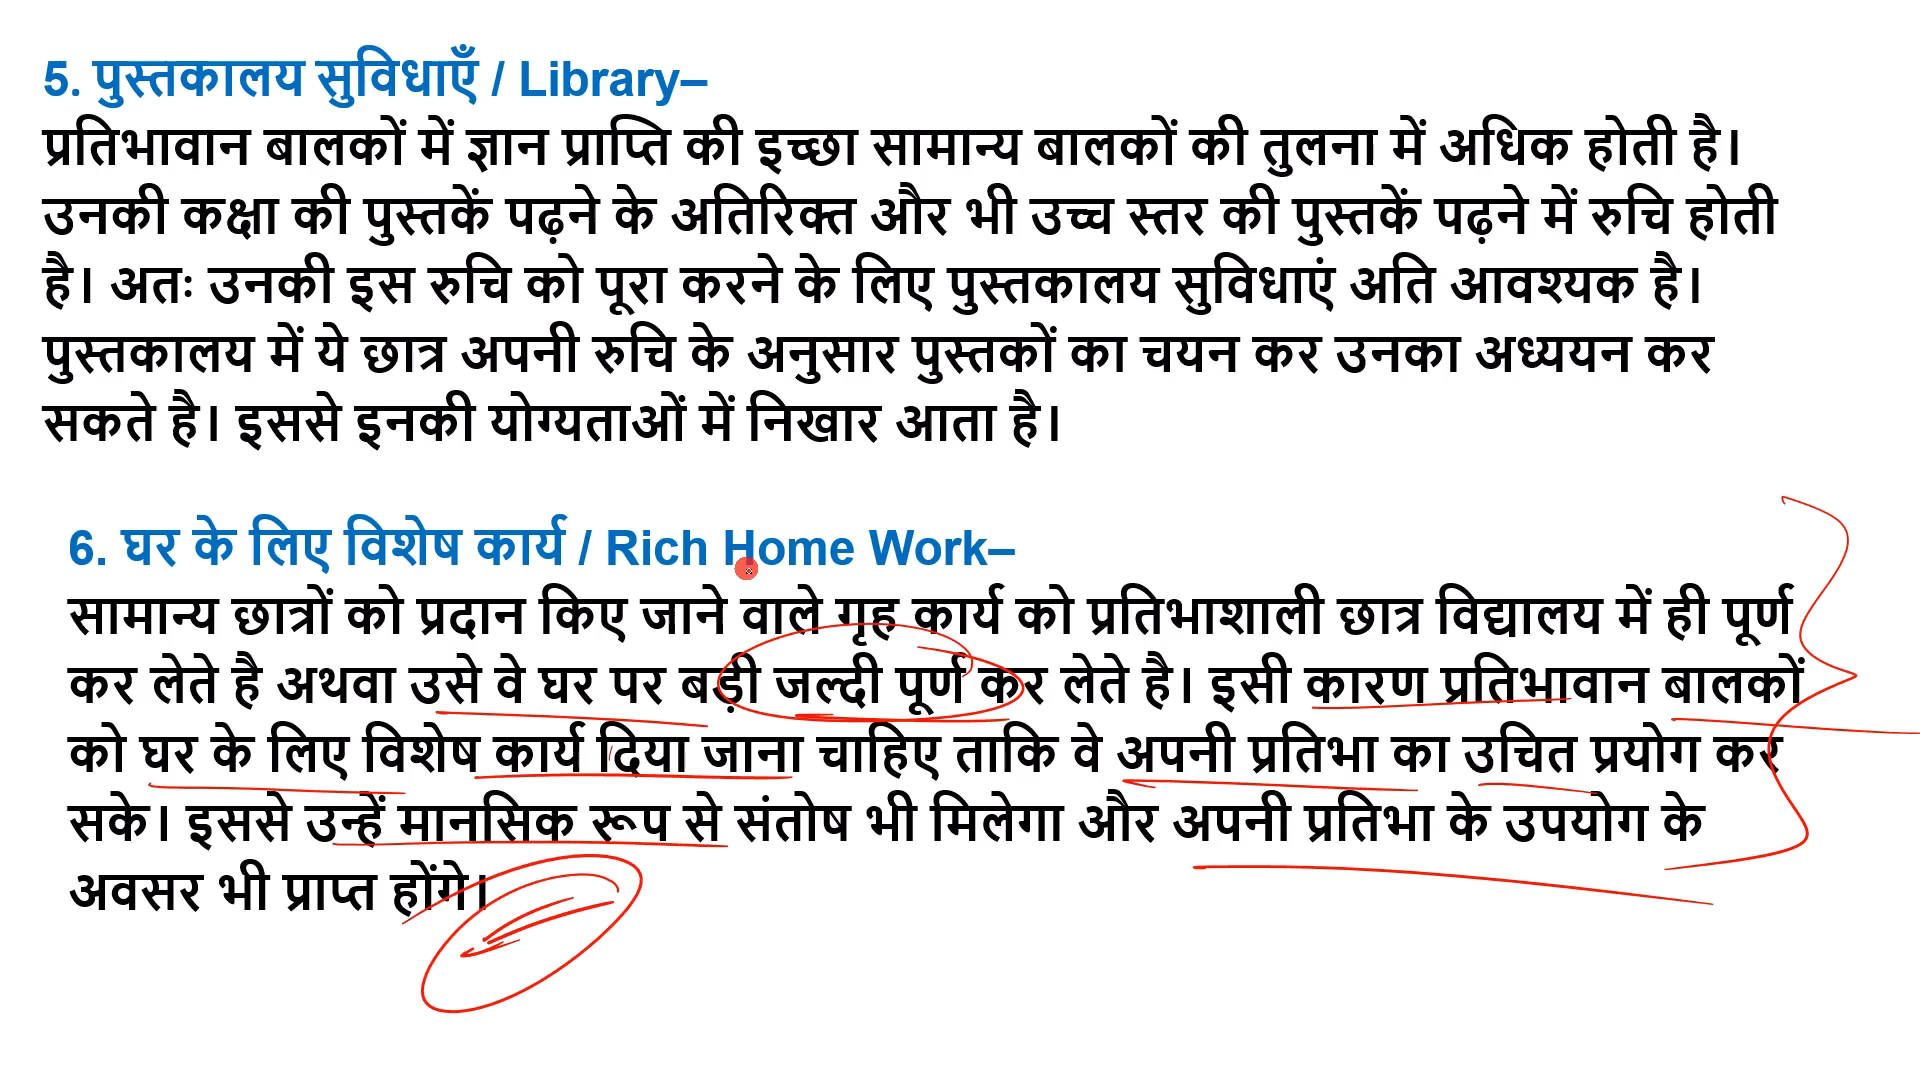 5. पुस्तकालय सुविधाएँ / Library–
प्रतिभावान बालकों में ज्ञान प्राप्ति की इच्छा सामान्य बालकों की तुलना में अधिक होती है।
उनकी कक्षा की पुस्तकें पढ़ने के अतिरिक्त और भी उच्च स्तर की पुस्तकें पढ़ने में रुचि होती
है। अतः उनकी इस रुचि को पूरा करने के लिए पुस्तकालय सुविधाएं अति आवश्यक है।
पुस्तकालय में ये छात्र अपनी रुचि के अनुसार पुस्तकों का चयन कर उनका अध्ययन कर
सकते है। इससे इनकी योग्यताओं में निखार आता है।
6. घर के लिए विशेष कार्य / Rich Home Work–
सामान्य छात्रों को प्रदान किए जाने वाले गृह कार्य को प्रतिभाशाली छात्र विद्यालय में ही पूर्ण
कर लेते है अथवा उसे वे घर पर बड़ी जल्दी पूर्ण कर लेते है। इसी कारण प्रतिभावान बालकों
को घर के लिए विशेष कार्य दिया जाना चाहिए ताकि वे अपनी प्रतिभा का उचित प्रयोग कर
सके। इससे उन्हें मानसिक रूप से संतोष भी मिलेगा और अपनी प्रतिभा के उपयोग के
अवसर भी प्राप्त होंगे।